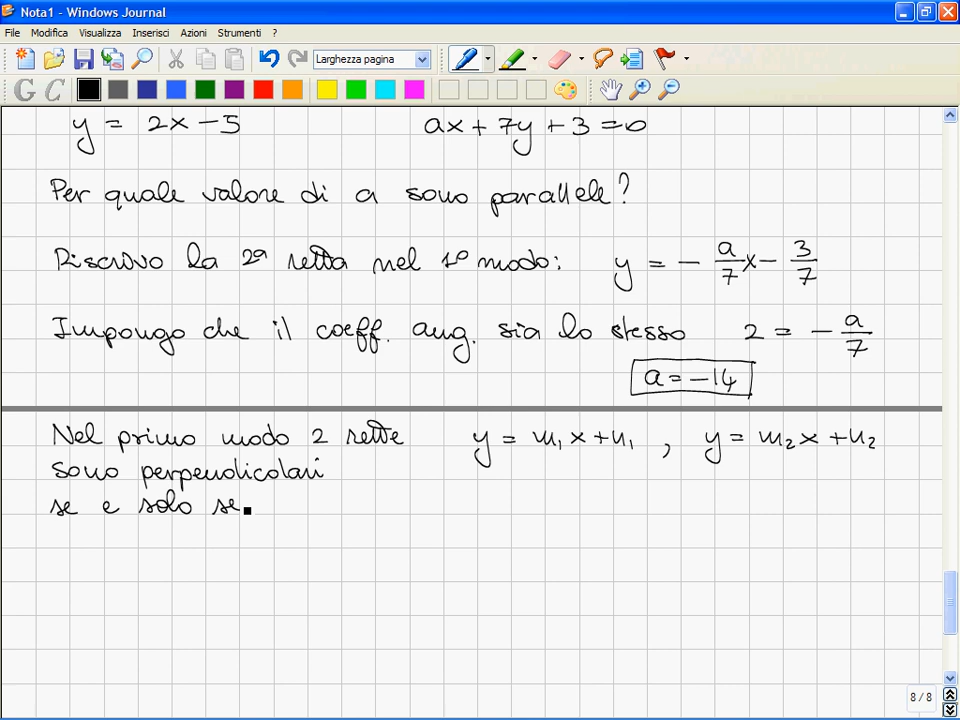 Nota1 - Windows Journal
File Modifica Visualizza Inserisci Azioni Strumenti ?
Larghezza pagina
G C
y = 2x - 5 ax + 7y + 3 = 0
Per quale valore di a sono parallele?
Riscrivo la 2ª retta nel 1º modo: y = - a/7 x - 3/7
Impongo che il coeff. ang. sia lo stesso 2 = - a/7
a = -14
Nel primo modo 2 rette y = m₁x + n₁ , y = m₂x + n₂
sono perpendicolari
se e solo se
8 / 8